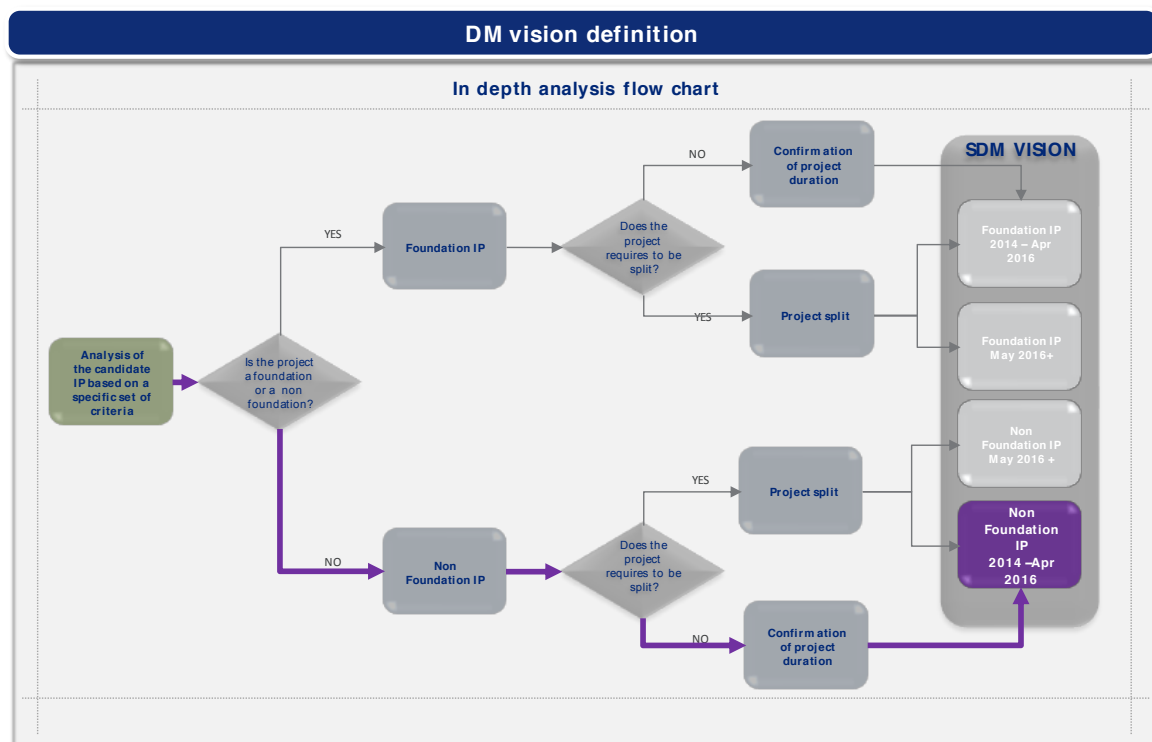 DM vision definition
In depth analysis flow chart
SDM VISION
NO
Confirmation
of project
duration
YES
Foundation IP
Does the
project
requires to be
split?
Foundation IP
2014 – Apr
2016
YES
Project split
Foundation IP
May 2016+
Analysis of
the candidate
IP based on a
specific set of
criteria
Is the project
a foundation
or a non
foundation?
Non
Foundation IP
May 2016 +
YES
Project split
Non
Foundation
IP
2014 –Apr
2016
NO
Non
Foundation IP
Does the
project
requires to be
split?
NO
Confirmation
of project
duration